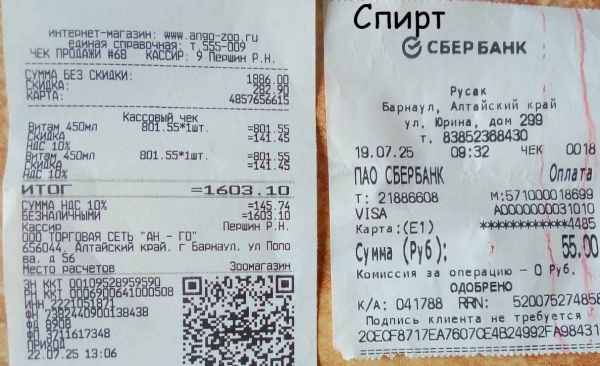 интернет-магазин: www.ango-zoo.ru
единая справочная: т.555-009
ЧЕК ПРОДАЖИ #68 КАССИР: 9 Першин Р.Н.
СУММА БЕЗ СКИДКИ: 1886.00
СКИДКА: 282.90
КАРТА: 4857656615
Кассовый чек
Витам 450мл 801.55*1шт. =801.55
СКИДКА =141.45
НДС 10%
Витам 450мл 801.55*1шт. =801.55
СКИДКА =141.45
НДС 10%
ИТОГ =1603.10
СУММА НДС 10% =145.74
БЕЗНАЛИЧНЫМИ =1603.10
Кассир Першин Р.Н.
ООО ТОРГОВАЯ СЕТЬ "АН - ГО"
656044, Алтайский край, г Барнаул, ул Попо
ва, д 56
Место расчетов Зоомагазин
ЗН ККТ 00109528959590
РН ККТ 0006900641000508
ИНН 2221051871
ФН 7382440900138438
ФД 8908
ФП 3711617348
ПРИХОД
22.07.25 13:06
Спирт
СБЕРБАНК
Русак
Барнаул, Алтайский край
ул, Юрина, дом 299
т. 83852368430
19.07.25 09:32 ЧЕК 0018
ПАО СБЕРБАНК Оплата
Т: 21886608 М:571000018699
VISA A0000000031010
Карта:(E1) ************4485
Сумма (Руб): 55.00
Комиссия за операцию – 0 Руб.
ОДОБРЕНО
К/А: 041788 RRN: 520075274858
Подпись клиента не требуется
2CECF8717EA7607CE4B24992FA98431